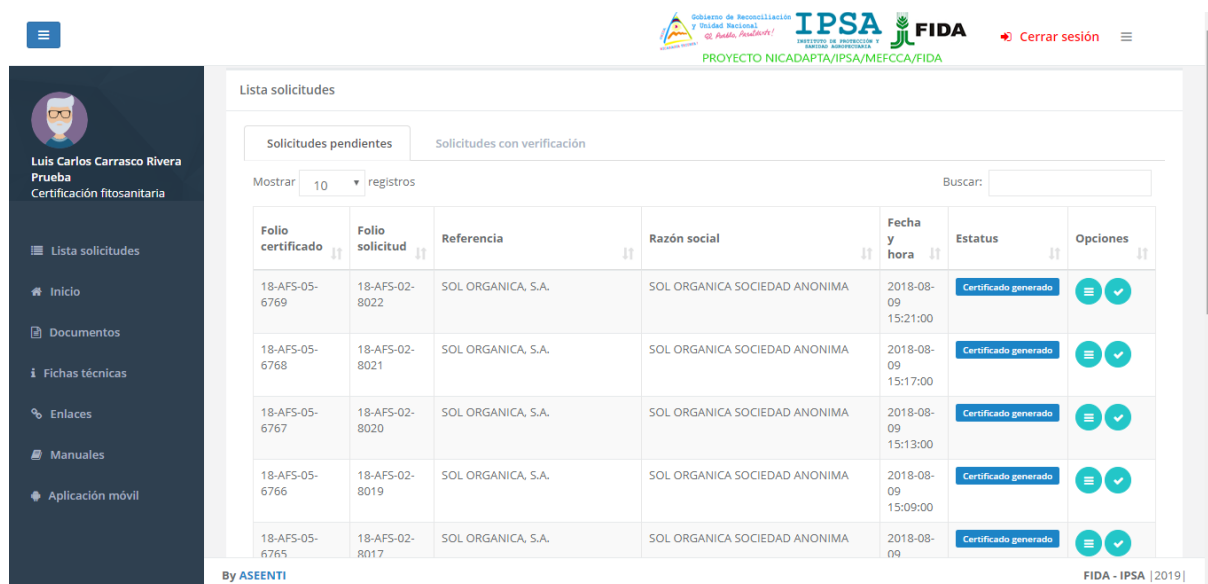 Gobierno de Reconciliación
y Unidad Nacional
El Pueblo, Presidente!
IPSA
INSTITUTO DE PROTECCIÓN Y
SANIDAD AGROPECUARIA
FIDA
PROYECTO NICADAPTA/IPSA/MEFCCA/FIDA
Cerrar sesión
Luis Carlos Carrasco Rivera
Prueba
Certificación fitosanitaria
Lista solicitudes
Inicio
Documentos
Fichas técnicas
Enlaces
Manuales
Aplicación móvil
Lista solicitudes
Solicitudes pendientes Solicitudes con verificación
Mostrar 10 registros Buscar:
Folio certificado Folio solicitud Referencia Razón social Fecha y hora Estatus Opciones
18-AFS-05-6769 18-AFS-02-8022 SOL ORGANICA, S.A. SOL ORGANICA SOCIEDAD ANONIMA 2018-08-09 15:21:00 Certificado generado
18-AFS-05-6768 18-AFS-02-8021 SOL ORGANICA, S.A. SOL ORGANICA SOCIEDAD ANONIMA 2018-08-09 15:17:00 Certificado generado
18-AFS-05-6767 18-AFS-02-8020 SOL ORGANICA, S.A. SOL ORGANICA SOCIEDAD ANONIMA 2018-08-09 15:13:00 Certificado generado
18-AFS-05-6766 18-AFS-02-8019 SOL ORGANICA, S.A. SOL ORGANICA SOCIEDAD ANONIMA 2018-08-09 15:09:00 Certificado generado
18-AFS-05-6765 18-AFS-02-8017 SOL ORGANICA, S.A. SOL ORGANICA SOCIEDAD ANONIMA 2018-08-09 Certificado generado
By ASEENTI FIDA - IPSA |2019|